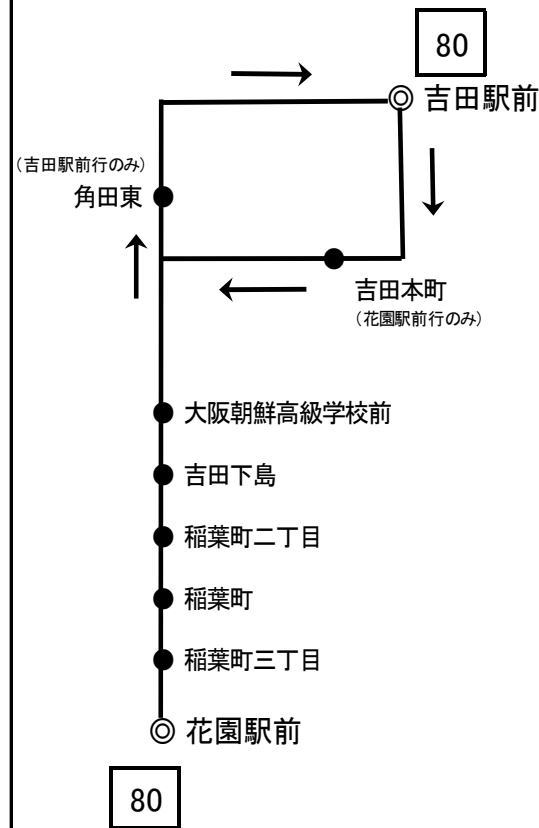 80
吉田駅前
（吉田駅前行のみ）
角田東
吉田本町
（花園駅前行のみ）
大阪朝鮮高級学校前
吉田下島
稲葉町二丁目
稲葉町
稲葉町三丁目
花園駅前
80